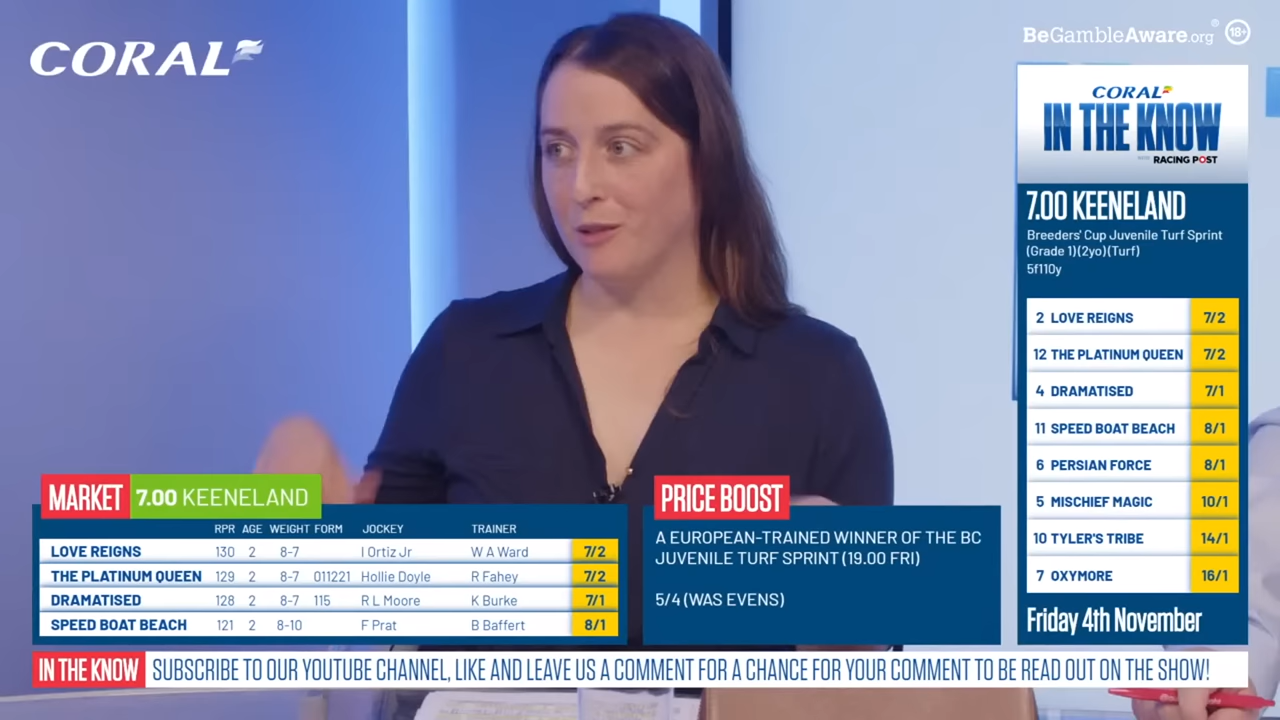 CORAL
BeGambleAware.org® 18+
CORAL
IN THE KNOW
WITH RACING POST
7.00 KEENELAND
Breeders' Cup Juvenile Turf Sprint
(Grade 1)(2yo)(Turf)
5f110y
2 LOVE REIGNS 7/2
12 THE PLATINUM QUEEN 7/2
4 DRAMATISED 7/1
11 SPEED BOAT BEACH 8/1
6 PERSIAN FORCE 8/1
5 MISCHIEF MAGIC 10/1
10 TYLER'S TRIBE 14/1
7 OXYMORE 16/1
Friday 4th November
MARKET 7.00 KEENELAND
RPR AGE WEIGHT FORM JOCKEY TRAINER
LOVE REIGNS 130 2 8-7 I Ortiz Jr W A Ward 7/2
THE PLATINUM QUEEN 129 2 8-7 011221 Hollie Doyle R Fahey 7/2
DRAMATISED 128 2 8-7 115 R L Moore K Burke 7/1
SPEED BOAT BEACH 121 2 8-10 F Prat B Baffert 8/1
PRICE BOOST
A EUROPEAN-TRAINED WINNER OF THE BC
JUVENILE TURF SPRINT (19.00 FRI)
5/4 (WAS EVENS)
IN THE KNOW SUBSCRIBE TO OUR YOUTUBE CHANNEL, LIKE AND LEAVE US A COMMENT FOR A CHANCE FOR YOUR COMMENT TO BE READ OUT ON THE SHOW!